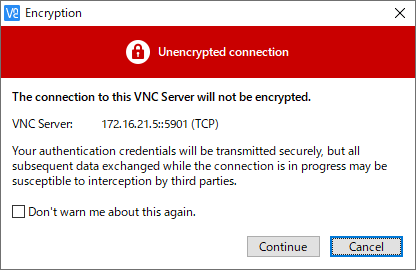 V2 Encryption
Unencrypted connection
The connection to this VNC Server will not be encrypted.
VNC Server: 172.16.21.5::5901 (TCP)
Your authentication credentials will be transmitted securely, but all
subsequent data exchanged while the connection is in progress may be
susceptible to interception by third parties.
Don't warn me about this again.
Continue Cancel